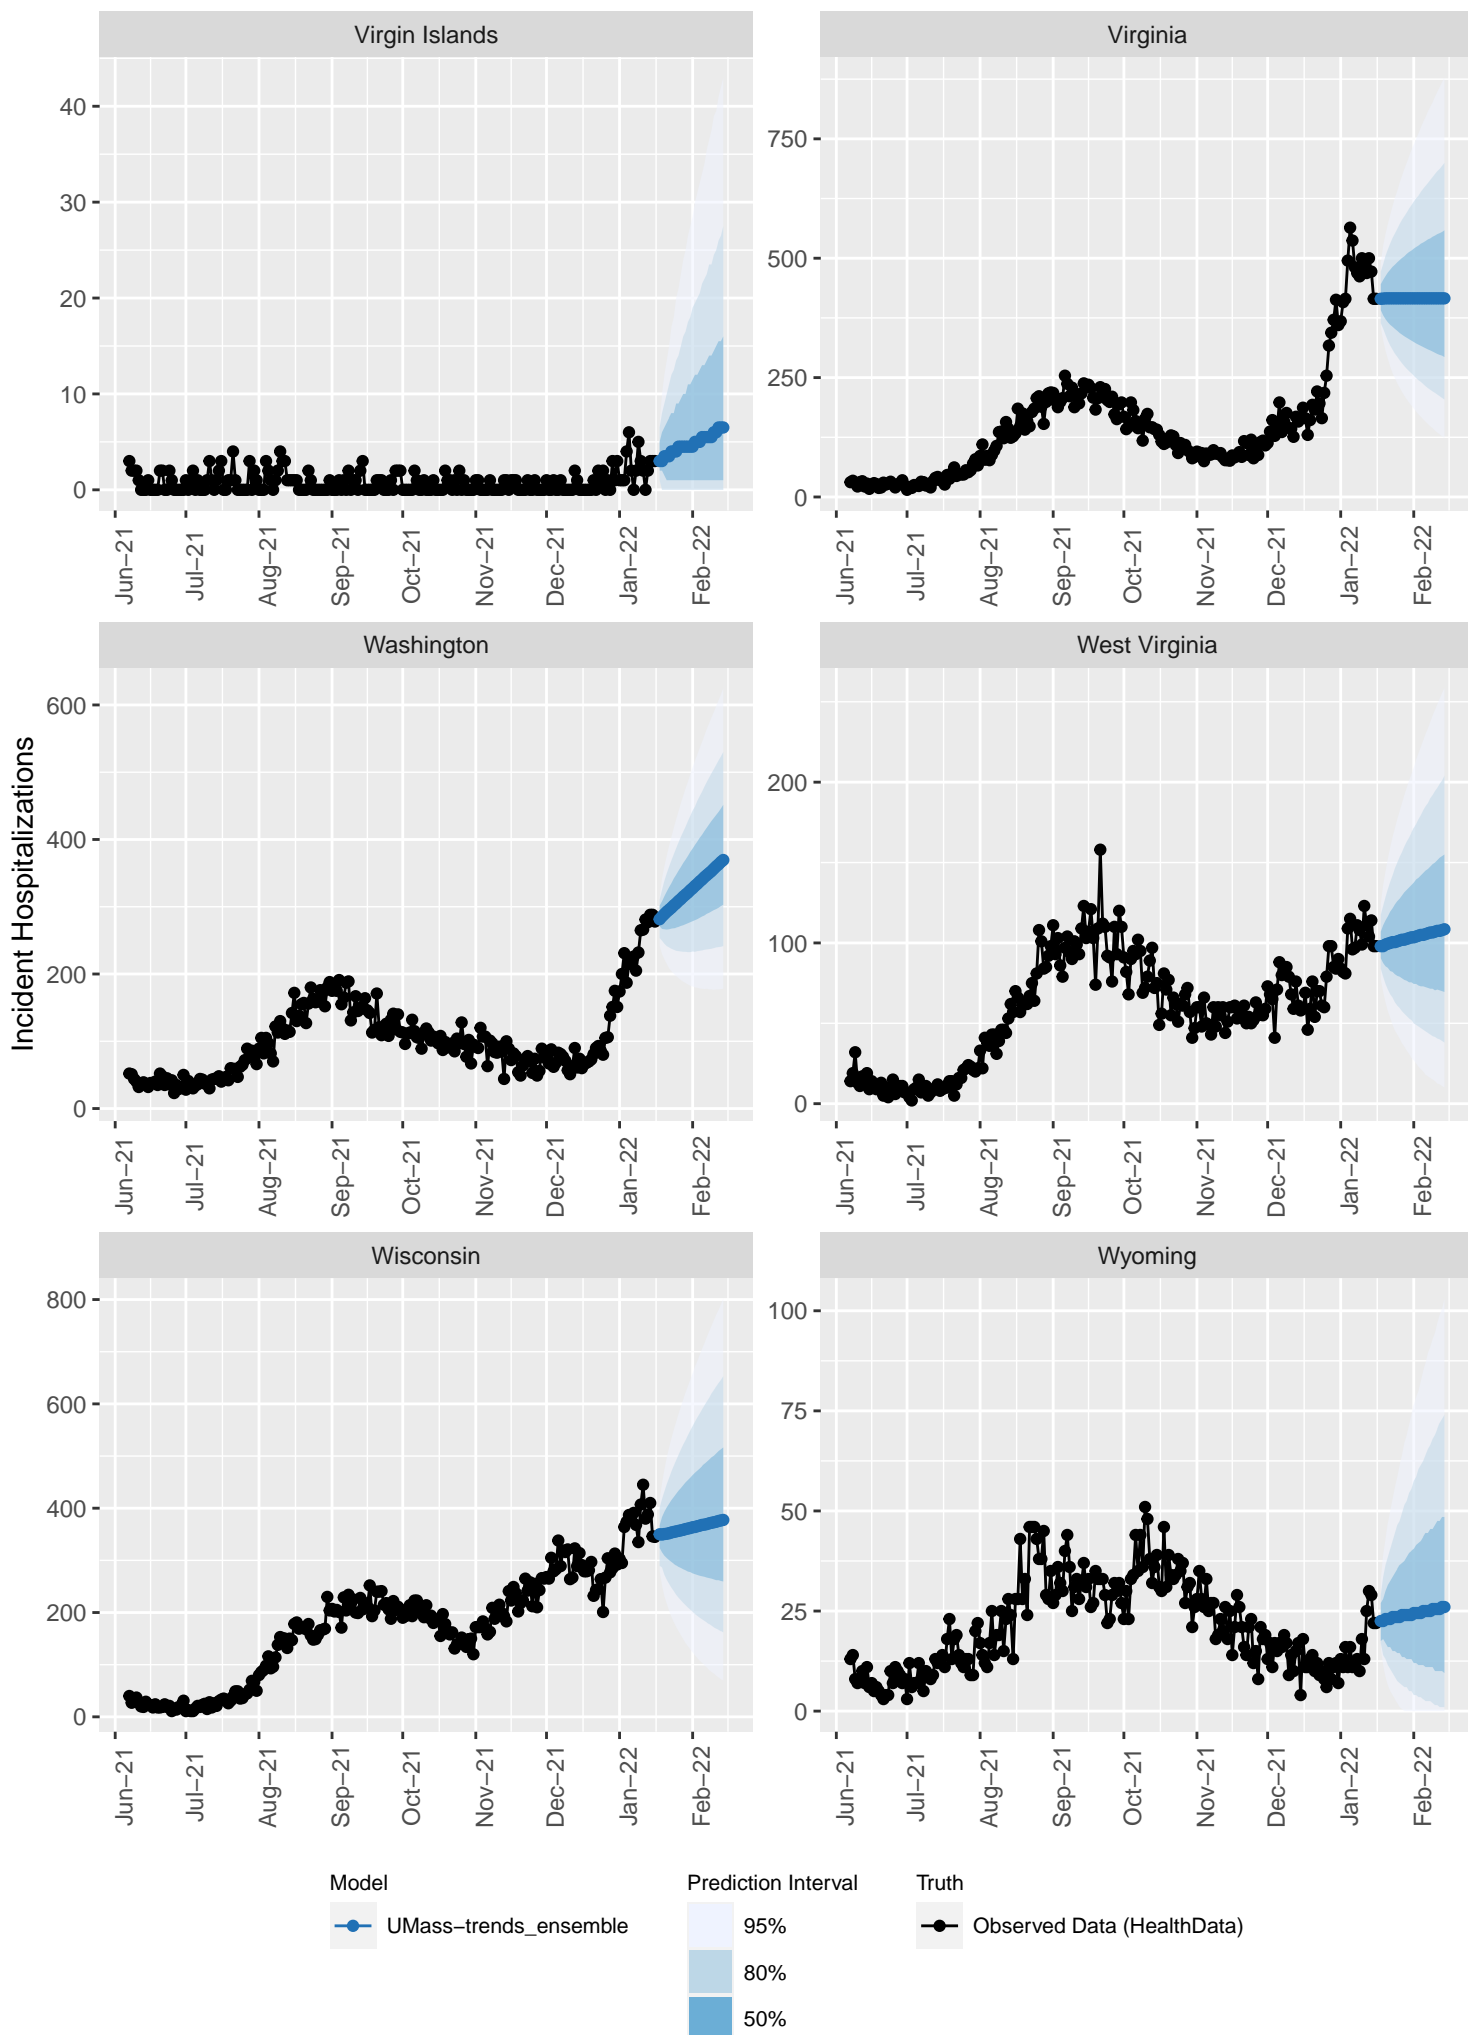 Virgin Islands
Virginia
40
30
20
10
0
750
500
250
0
Jun−21
Jul−21
Aug−21
Sep−21
Oct−21
Nov−21
Dec−21
Jan−22
Feb−22
Jun−21
Jul−21
Aug−21
Sep−21
Oct−21
Nov−21
Dec−21
Jan−22
Feb−22
Washington
West Virginia
Incident Hospitalizations
600
400
200
0
200
100
0
Jun−21
Jul−21
Aug−21
Sep−21
Oct−21
Nov−21
Dec−21
Jan−22
Feb−22
Jun−21
Jul−21
Aug−21
Sep−21
Oct−21
Nov−21
Dec−21
Jan−22
Feb−22
Wisconsin
Wyoming
800
600
400
200
0
100
75
50
25
0
Jun−21
Jul−21
Aug−21
Sep−21
Oct−21
Nov−21
Dec−21
Jan−22
Feb−22
Jun−21
Jul−21
Aug−21
Sep−21
Oct−21
Nov−21
Dec−21
Jan−22
Feb−22
Model
UMass−trends_ensemble
Prediction Interval
95%
80%
50%
Truth
Observed Data (HealthData)